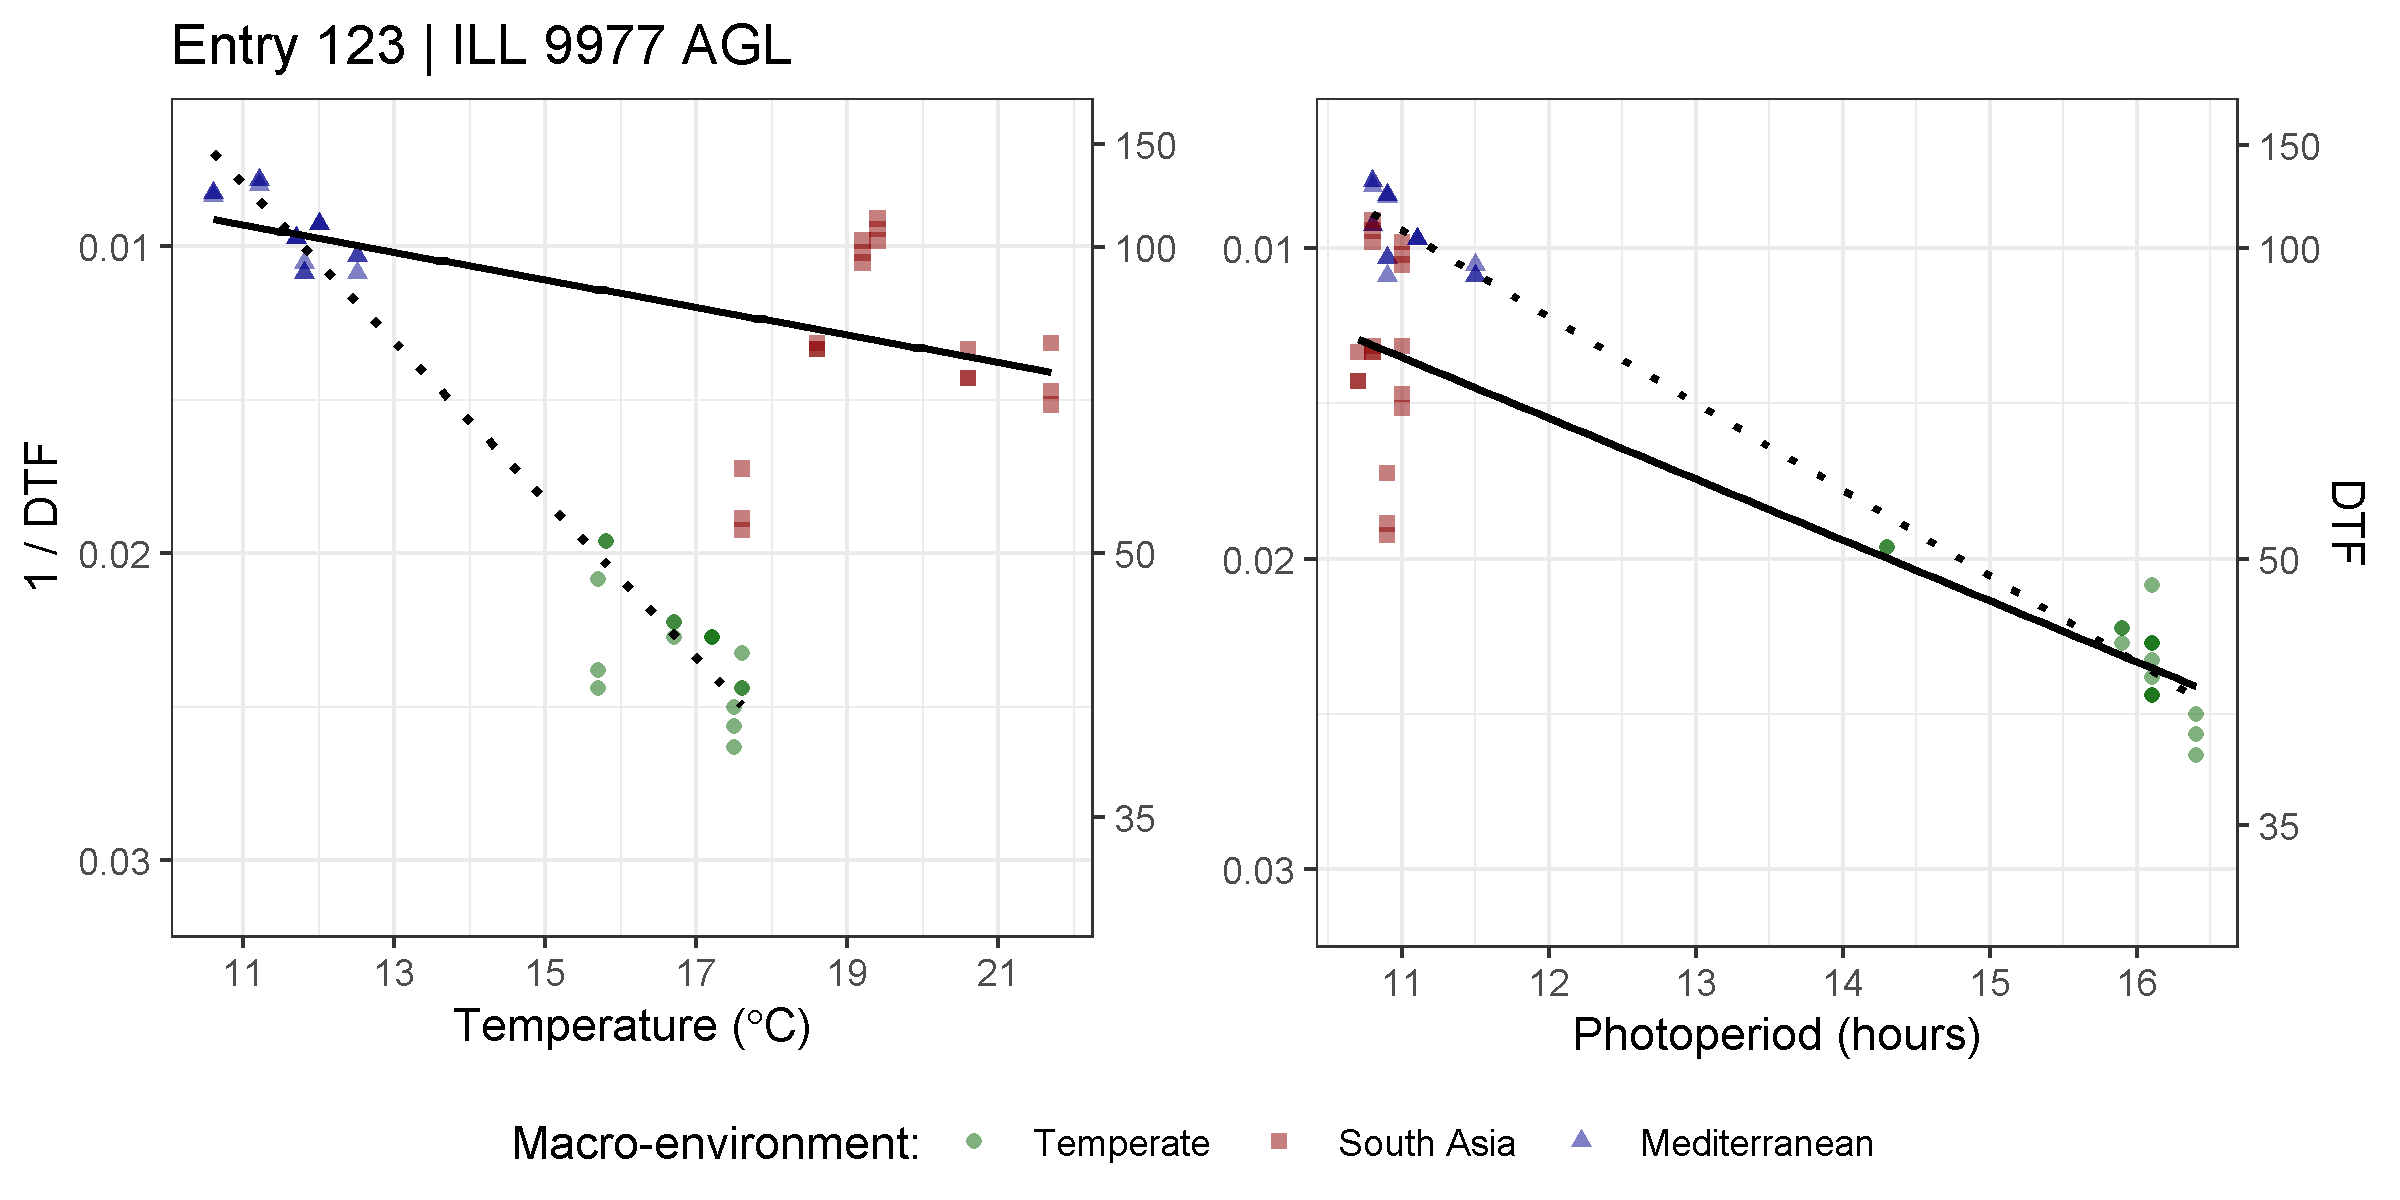 Entry 123 | ILL 9977 AGL
1 / DTF
0.01
0.02
0.03
150
100
50
35
11 13 15 17 19 21
Temperature (°C)
0.01
0.02
0.03
150
100
50
35
DTF
11 12 13 14 15 16
Photoperiod (hours)
Macro-environment: Temperate South Asia Mediterranean